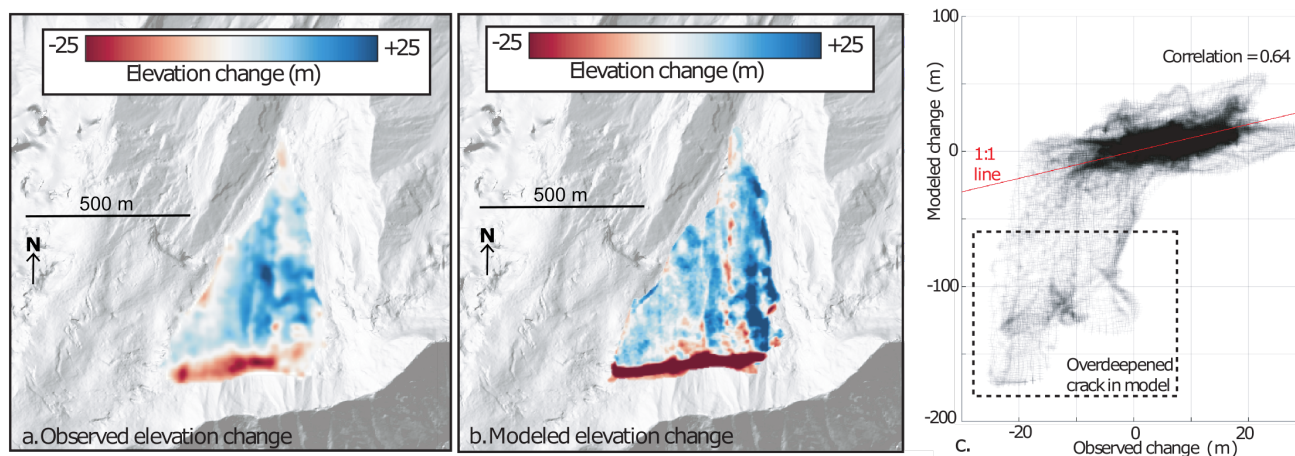 -25 +25
Elevation change (m)
500 m
N
a. Observed elevation change
-25 +25
Elevation change (m)
500 m
N
b. Modeled elevation change
100
0
-100
-200
Modeled change (m)
Correlation = 0.64
1:1
line
Overdeepened
crack in model
-20 0 20
Observed change (m)
c.